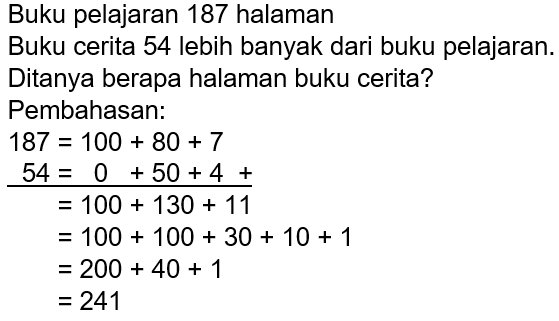 Buku pelajaran 187 halaman
Buku cerita 54 lebih banyak dari buku pelajaran.
Ditanya berapa halaman buku cerita?
Pembahasan:
187 = 100 + 80 + 7
54 = 0 + 50 + 4 +
= 100 + 130 + 11
= 100 + 100 + 30 + 10 + 1
= 200 + 40 + 1
= 241